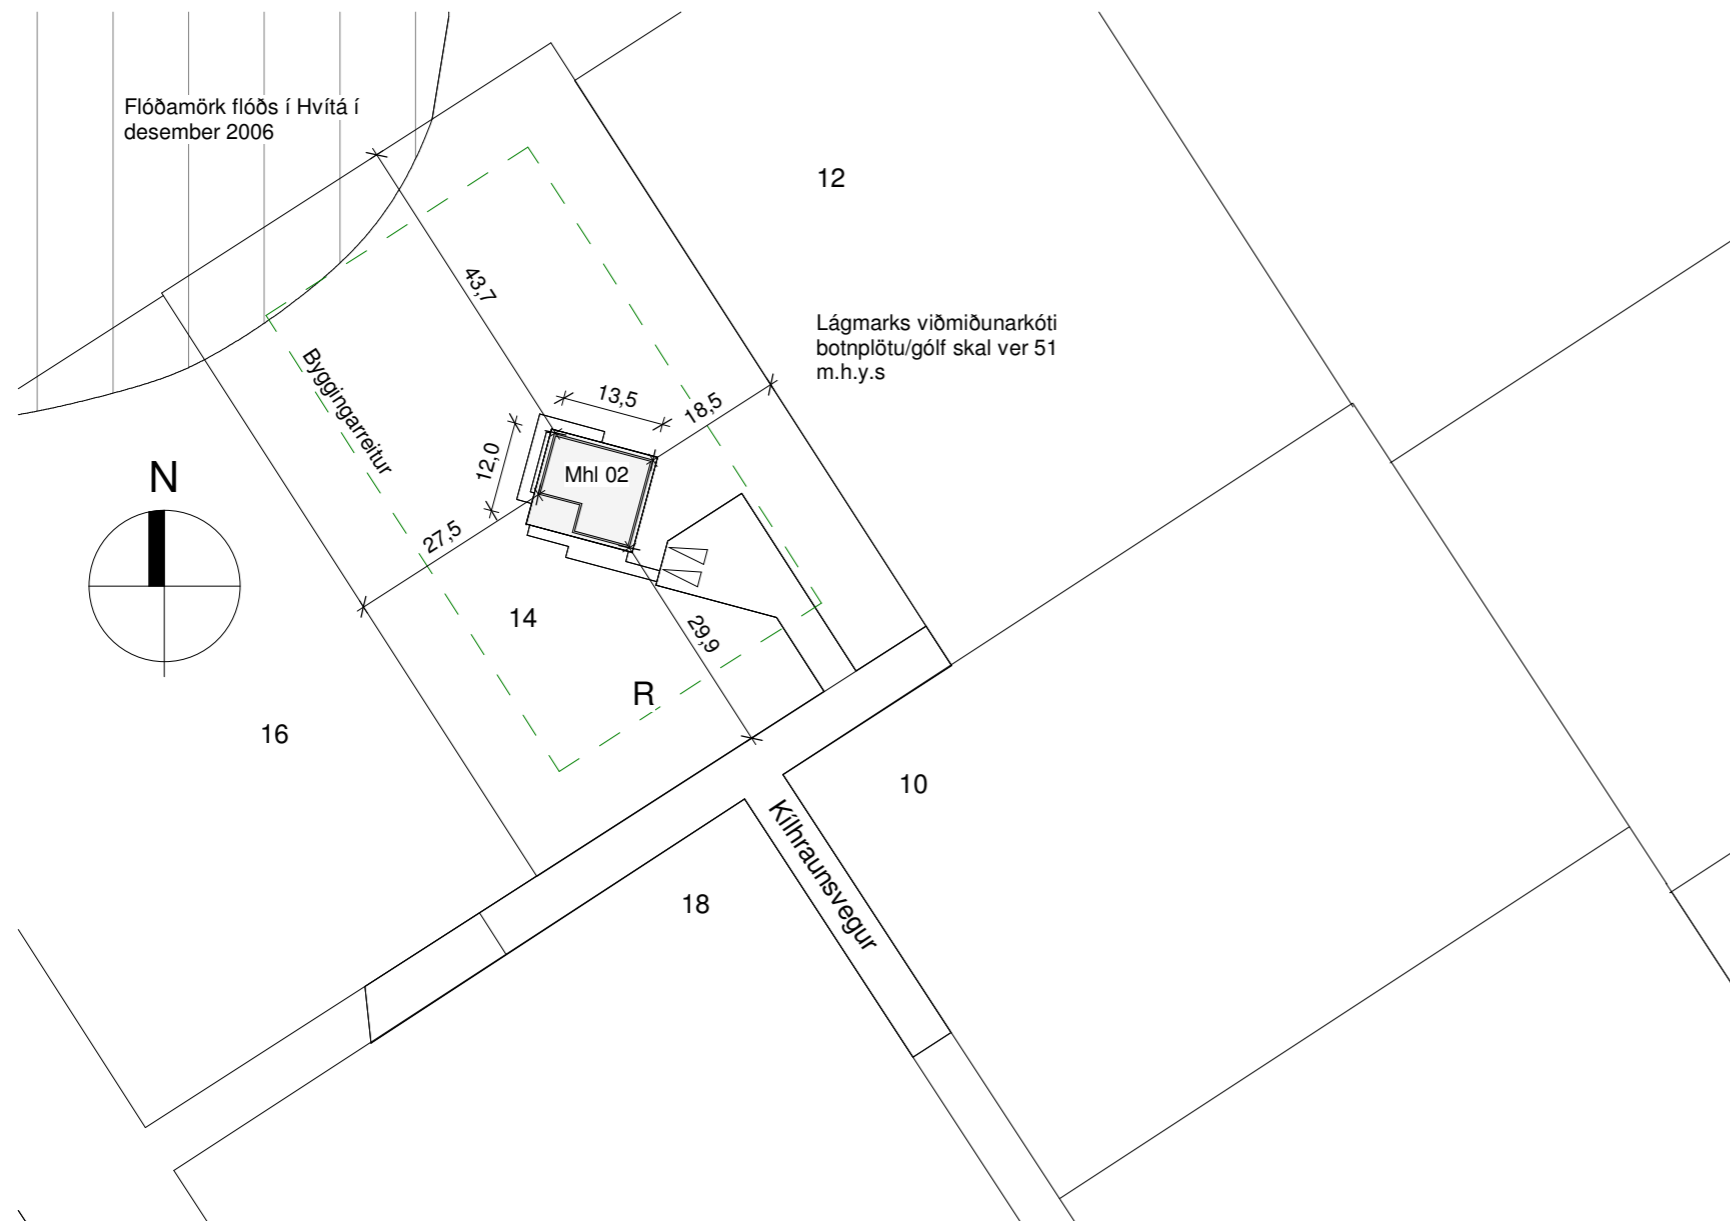 Flóðamörk flóðs í Hvítá í
desember 2006
12
43,7
Lágmarks viðmiðunarkóti
botnplötu/gólf skal ver 51
m.h.y.s
Byggingarreitur
13,5
18,5
12,0
Mhl 02
N
27,5
14
29,9
R
16
10
Kílhraunsvegur
18